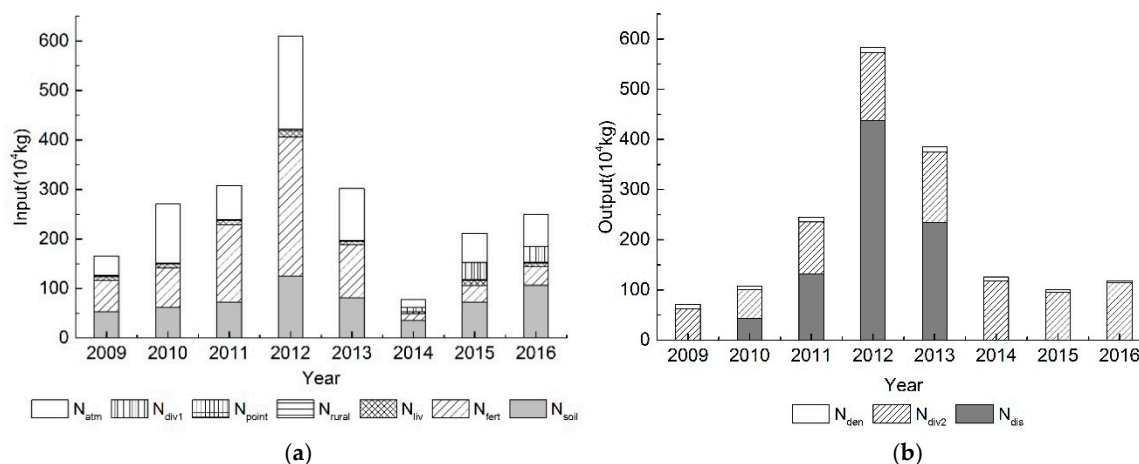 Input(10⁴kg)
600
500
400
300
200
100
0
2009 2010 2011 2012 2013 2014 2015 2016
Year
N_atm N_div1 N_point N_rural N_liv N_fert N_soil
(a)
Output(10⁴kg)
600
500
400
300
200
100
0
2009 2010 2011 2012 2013 2014 2015 2016
Year
N_den N_div2 N_dis
(b)